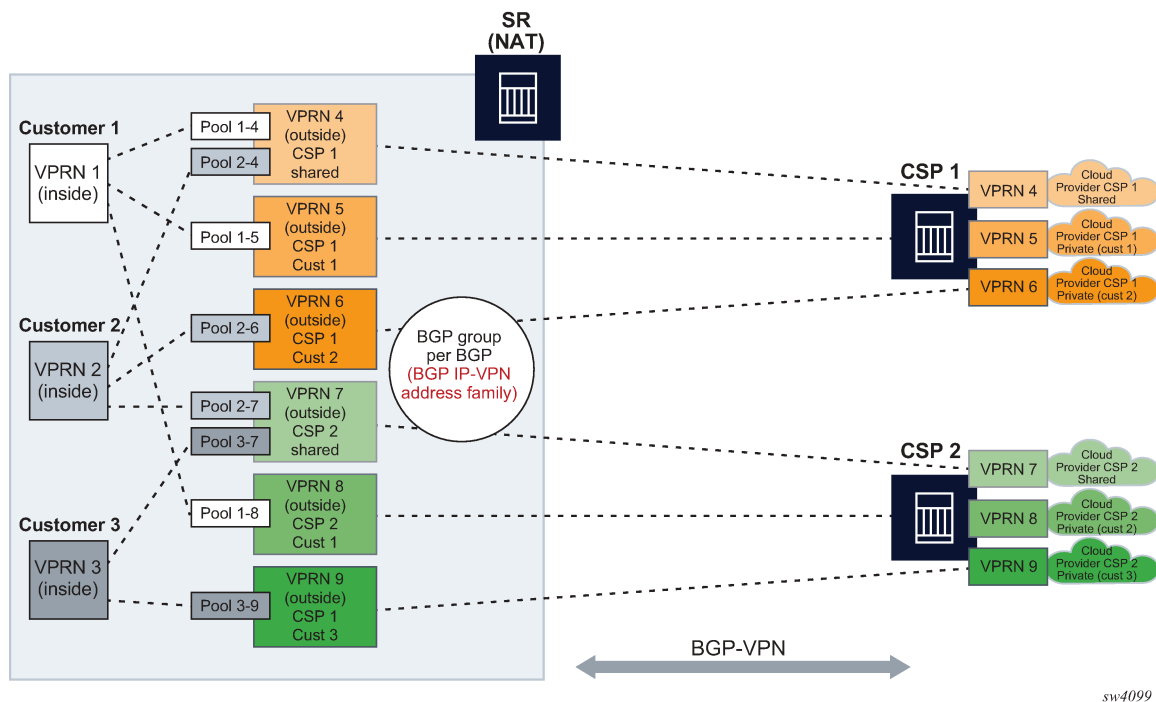 SR
(NAT)
Customer 1
VPRN 1
(inside)
Pool 1-4
Pool 2-4
VPRN 4
(outside)
CSP 1
shared
Pool 1-5
VPRN 5
(outside)
CSP 1
Cust 1
Customer 2
VPRN 2
(inside)
Pool 2-6
VPRN 6
(outside)
CSP 1
Cust 2
Pool 2-7
Pool 3-7
VPRN 7
(outside)
CSP 2
shared
Customer 3
VPRN 3
(inside)
Pool 1-8
VPRN 8
(outside)
CSP 2
Cust 1
Pool 3-9
VPRN 9
(outside)
CSP 1
Cust 3
BGP group
per BGP
(BGP IP-VPN
address family)
CSP 1
VPRN 4
Cloud
Provider CSP 1
Shared
VPRN 5
Cloud
Provider CSP 1
Private (cust 1)
VPRN 6
Cloud
Provider CSP 1
Private (cust 2)
CSP 2
VPRN 7
Cloud
Provider CSP 2
Shared
VPRN 8
Cloud
Provider CSP 2
Private (cust 2)
VPRN 9
Cloud
Provider CSP 2
Private (cust 3)
BGP-VPN
sw4099